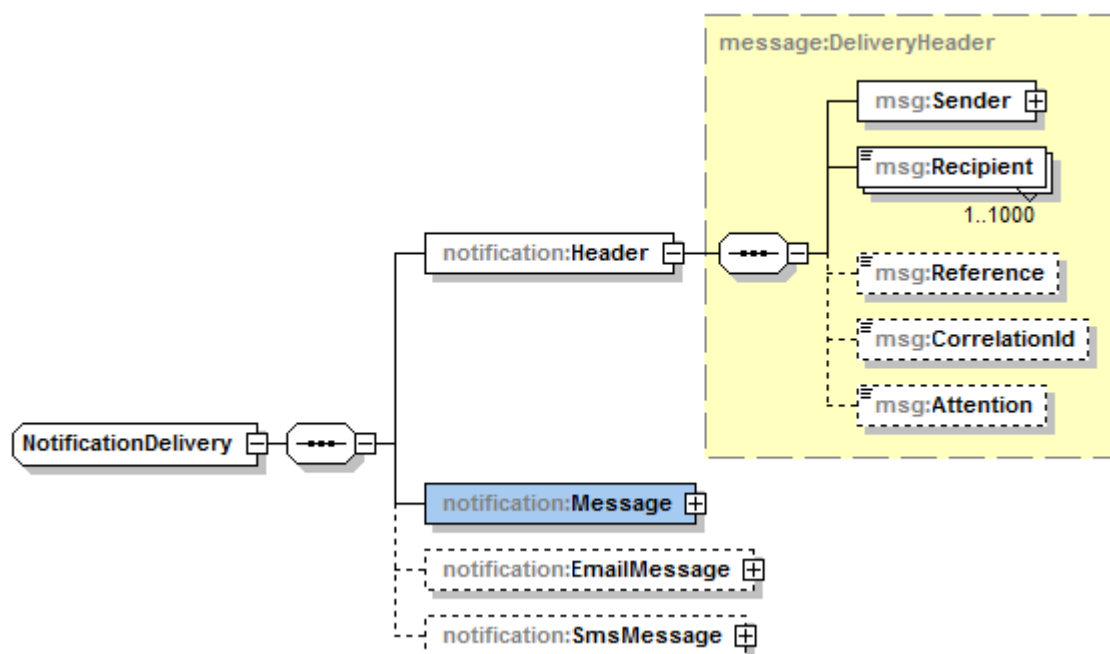 message:DeliveryHeader
msg:Sender
msg:Recipient
1..1000
notification:Header
msg:Reference
msg:CorrelationId
msg:Attention
NotificationDelivery
notification:Message
notification:EmailMessage
notification:SmsMessage